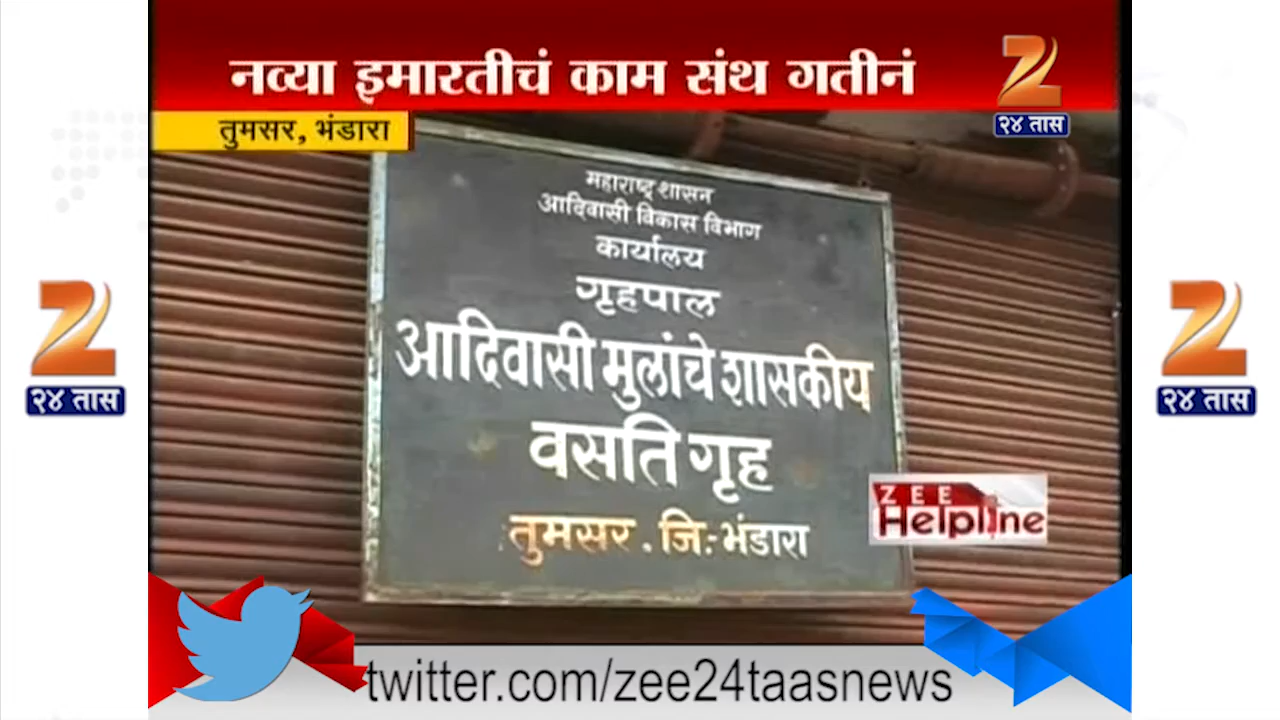 नव्या इमारतीचं काम संथ गतीनं
२४ तास
तुमसर, भंडारा
महाराष्ट्र शासन
आदिवासी विकास विभाग
कार्यालय
गृहपाल
आदिवासी मुलांचे शासकीय
वसति गृह
तुमसर . जि:- भंडारा
ZEE
Helpline
२४ तास
२४ तास
twitter.com/zee24taasnews